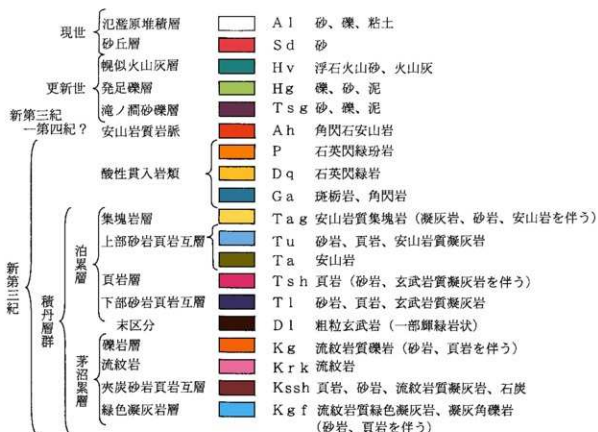 現世 氾濫原堆積層 Al 砂、礫、粘土
砂丘層 Sd 砂
更新世 幌似火山灰層 Hv 浮石火山砂、火山灰
発足礫層 Hg 礫、砂、泥
滝ノ澗砂礫層 Tsg 砂、礫、泥
新第三紀
―第四紀? 安山岩質岩脈 Ah 角閃石安山岩
新第三紀 酸性貫入岩類 P 石英閃緑玢岩
Dq 石英閃緑岩
Ga 斑栃岩、角閃岩
積丹層群 泊累層 集塊岩層 Tag 安山岩質集塊岩(凝灰岩、砂岩、安山岩を伴う)
上部砂岩頁岩互層 Tu 砂岩、頁岩、安山岩質凝灰岩
Ta 安山岩
頁岩層 Tsh 頁岩(砂岩、玄武岩質凝灰岩を伴う)
下部砂岩頁岩互層 Tl 砂岩、頁岩、玄武岩質凝灰岩
末区分 Dl 粗粒玄武岩(一部輝緑岩状)
茅沼累層 礫岩層 Kg 流紋岩質礫岩(砂岩、頁岩を伴う)
流紋岩 Krk 流紋岩
夾炭砂岩頁岩互層 Kssh 頁岩、砂岩、流紋岩質凝灰岩、石炭
緑色凝灰岩層 Kgf 流紋岩質緑色凝灰岩、凝灰角礫岩
(砂岩、頁岩を伴う)